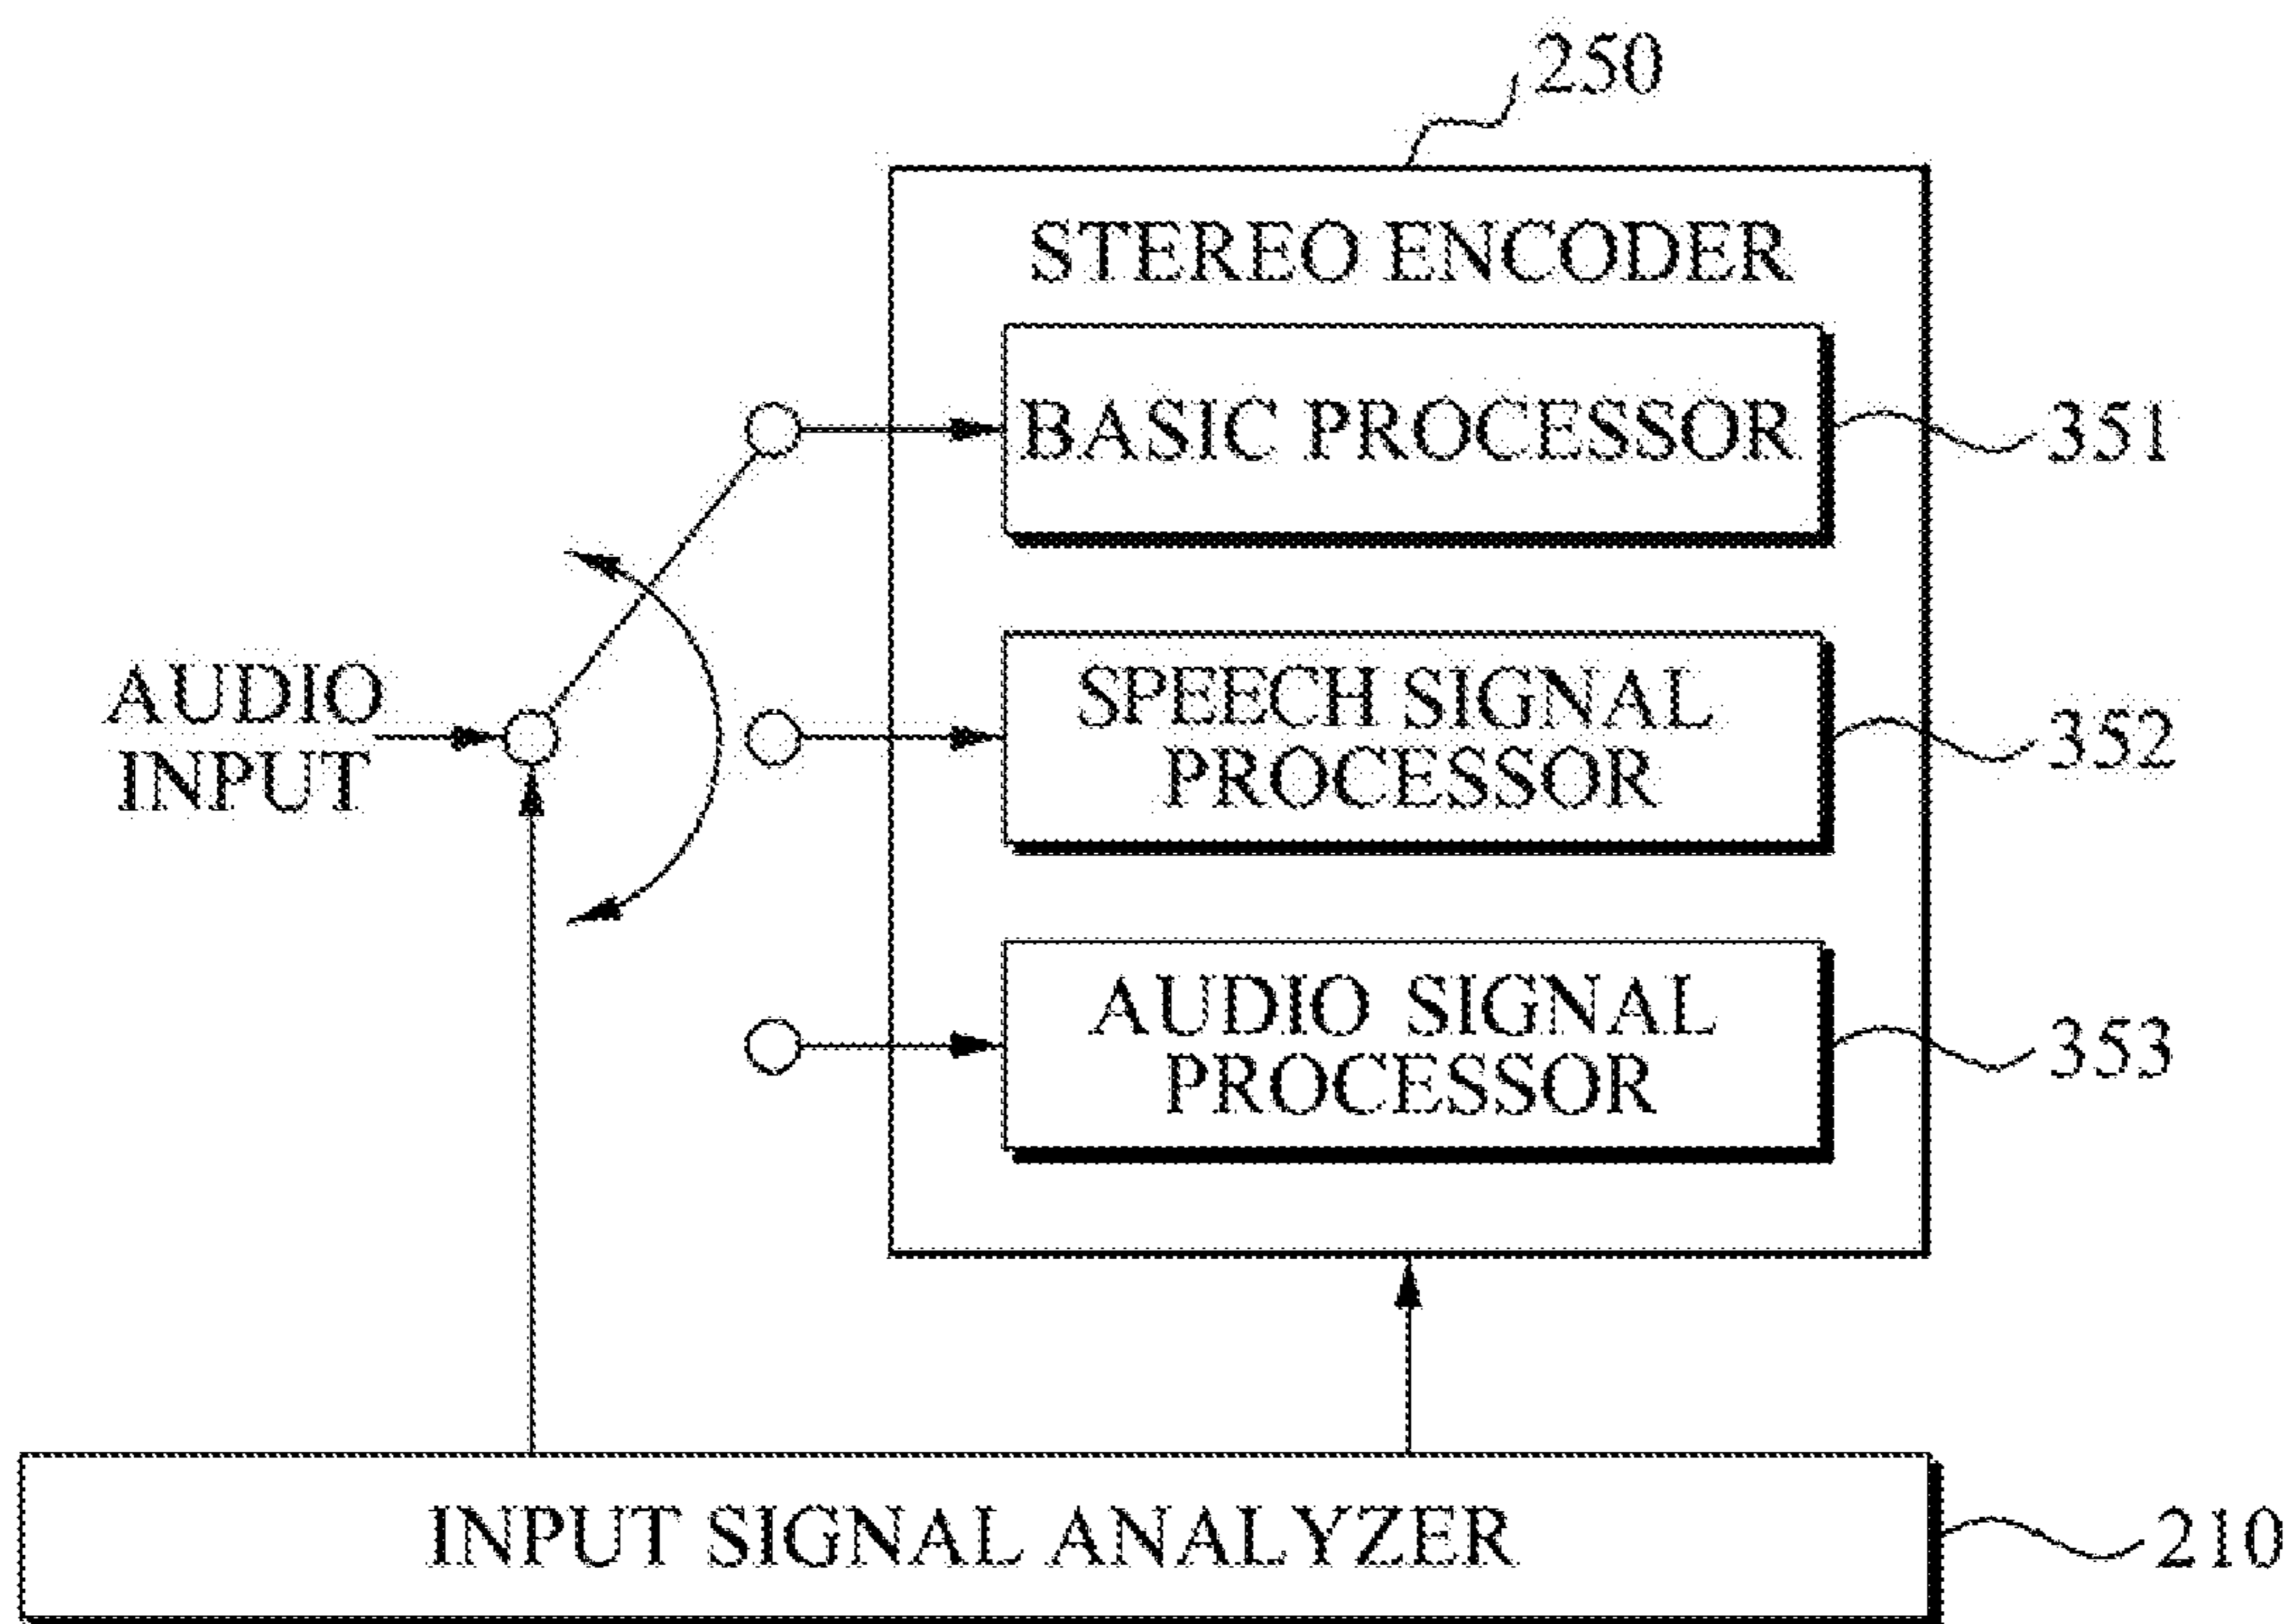 250
STEREO ENCODER
BASIC PROCESSOR
351
AUDIO
INPUT
SPEECH SIGNAL
PROCESSOR
352
AUDIO SIGNAL
PROCESSOR
353
INPUT SIGNAL ANALYZER
210